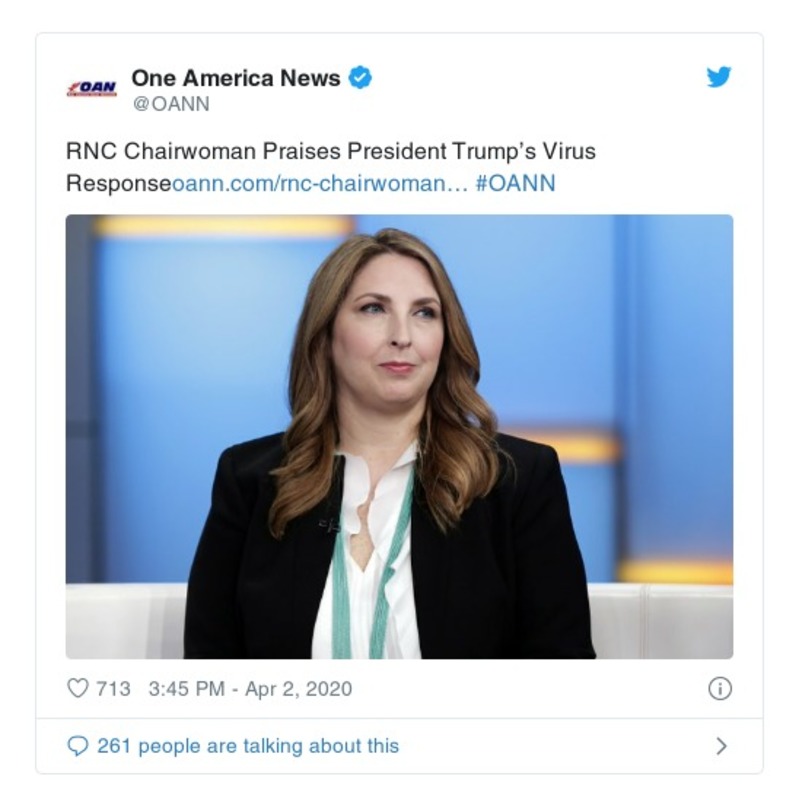 OAN
One America News
@OANN
RNC Chairwoman Praises President Trump’s Virus
Responseoann.com/rnc-chairwoman… #OANN
713 3:45 PM - Apr 2, 2020
261 people are talking about this